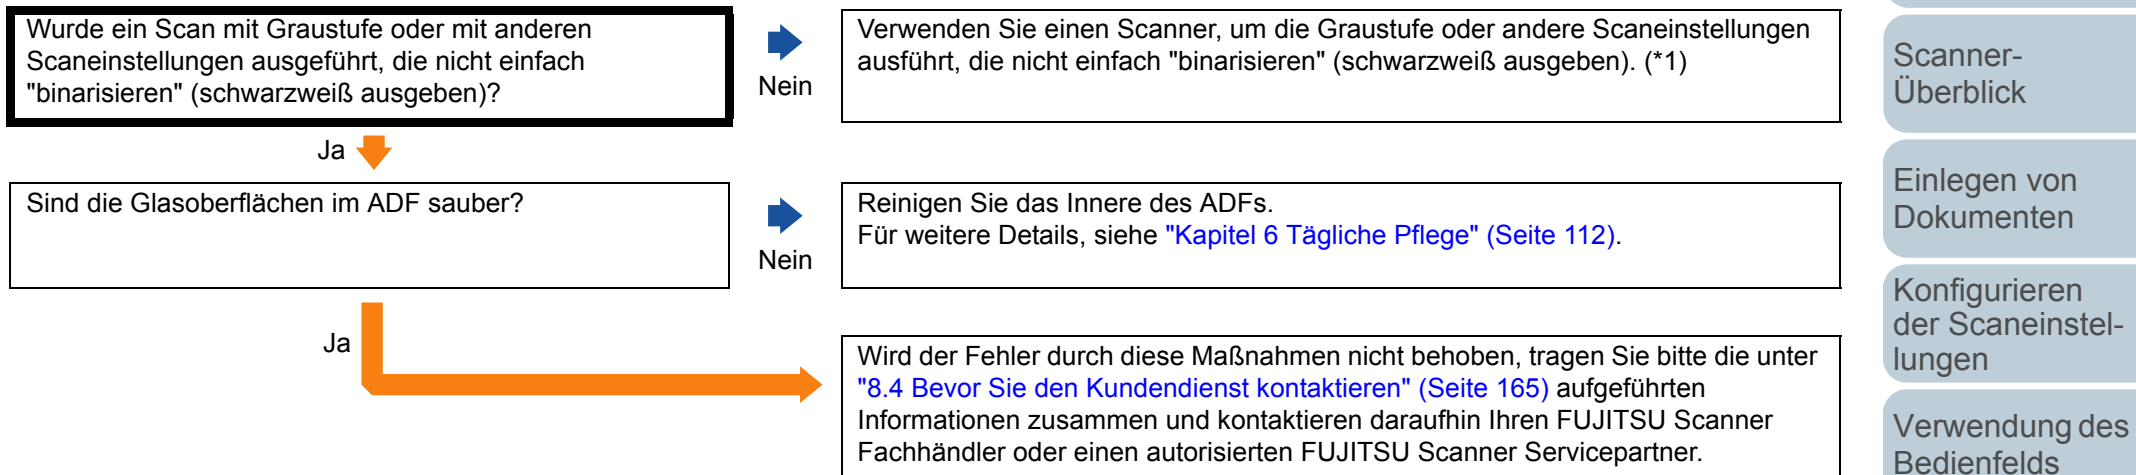 Wurde ein Scan mit Graustufe oder mit anderen
Scaneinstellungen ausgeführt, die nicht einfach
"binarisieren" (schwarzweiß ausgeben)?
Nein
Verwenden Sie einen Scanner, um die Graustufe oder andere Scaneinstellungen
ausführt, die nicht einfach "binarisieren" (schwarzweiß ausgeben). (*1)
Ja
Sind die Glasoberflächen im ADF sauber?
Nein
Reinigen Sie das Innere des ADFs.
Für weitere Details, siehe "Kapitel 6 Tägliche Pflege" (Seite 112).
Ja
Wird der Fehler durch diese Maßnahmen nicht behoben, tragen Sie bitte die unter
"8.4 Bevor Sie den Kundendienst kontaktieren" (Seite 165) aufgeführten
Informationen zusammen und kontaktieren daraufhin Ihren FUJITSU Scanner
Fachhändler oder einen autorisierten FUJITSU Scanner Servicepartner.
Scanner-
Überblick
Einlegen von
Dokumenten
Konfigurieren
der Scaneinstel-
lungen
Verwendung des
Bedienfelds